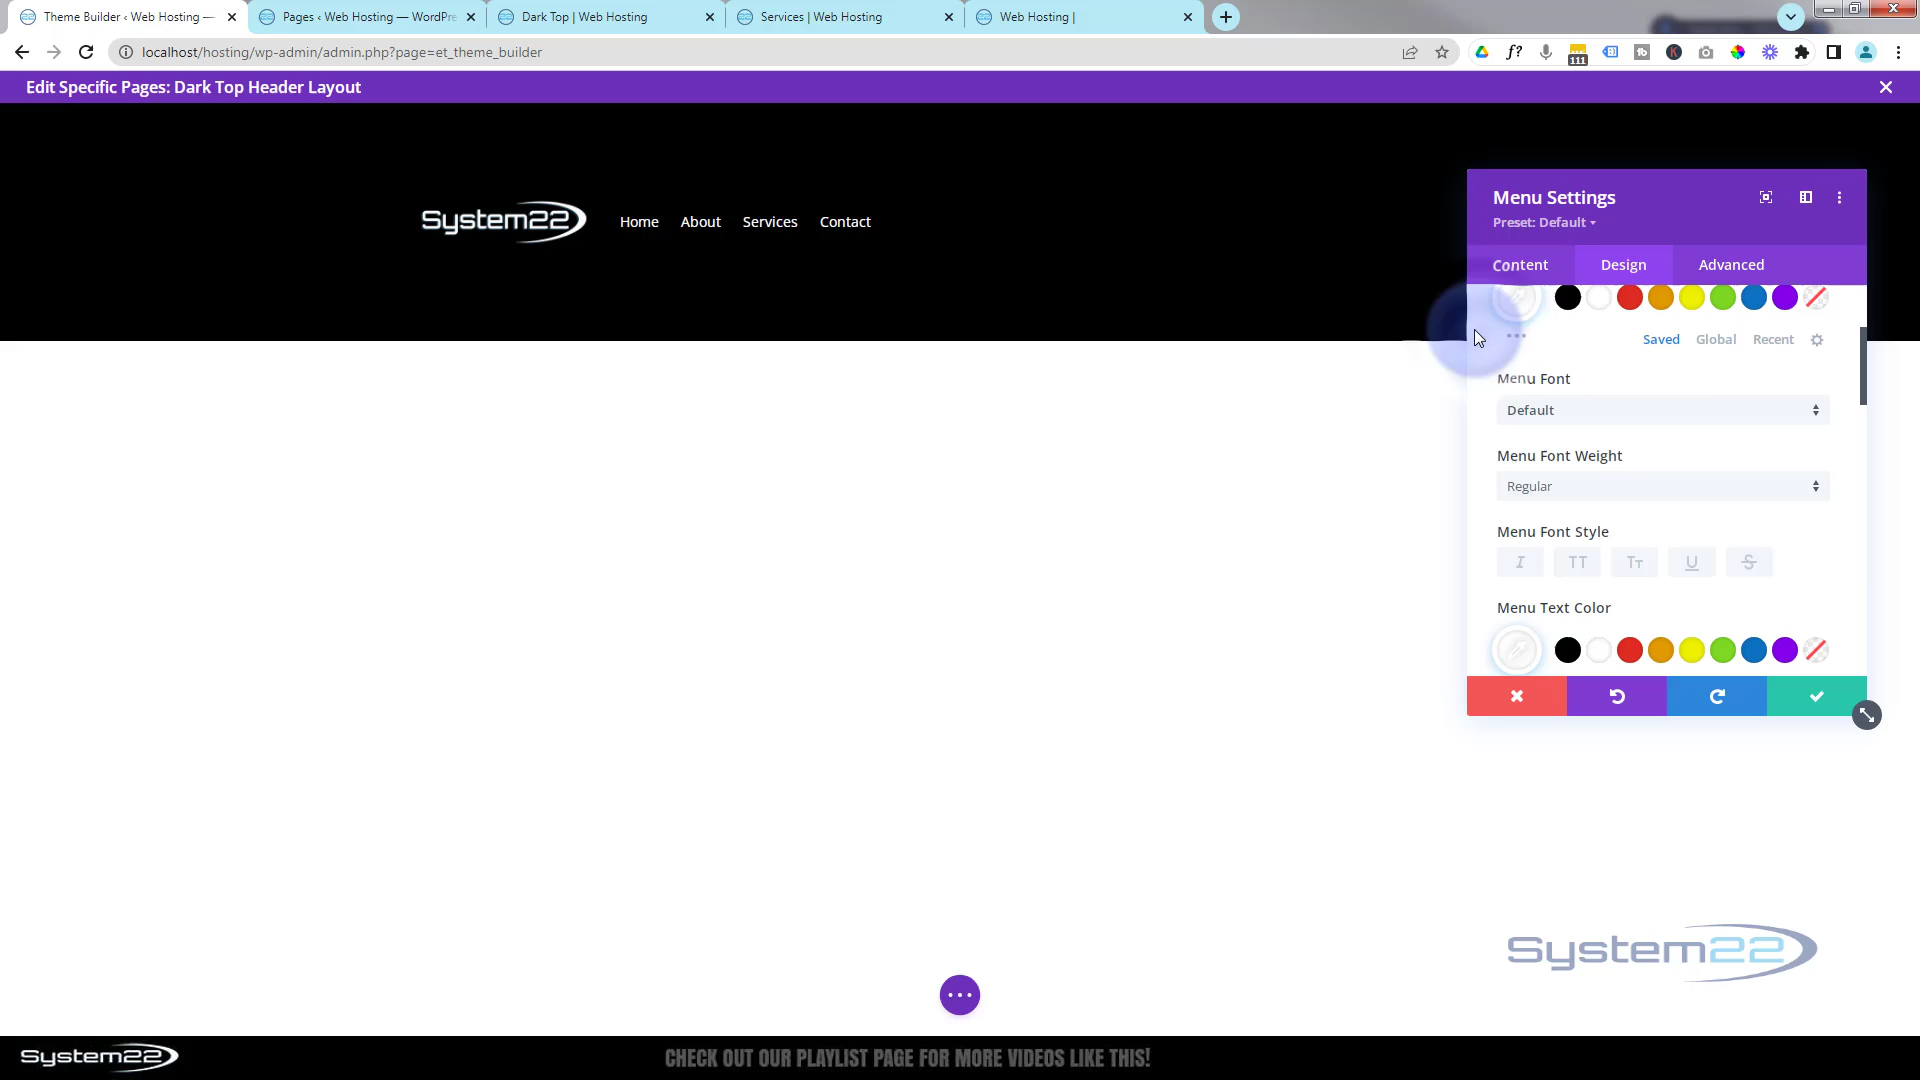 Theme Builder ‹ Web Hosting —
Pages ‹ Web Hosting — WordPre
Dark Top | Web Hosting
Services | Web Hosting
Web Hosting |
localhost/hosting/wp-admin/admin.php?page=et_theme_builder
f?
111
Edit Specific Pages: Dark Top Header Layout
System22
Home
About
Services
Contact
Menu Settings
Preset: Default
Content
Design
Advanced
Saved
Global
Recent
Menu Font
Default
Menu Font Weight
Regular
Menu Font Style
I
TT
Tт
U
S
Menu Text Color
System22
System22
CHECK OUT OUR PLAYLIST PAGE FOR MORE VIDEOS LIKE THIS!